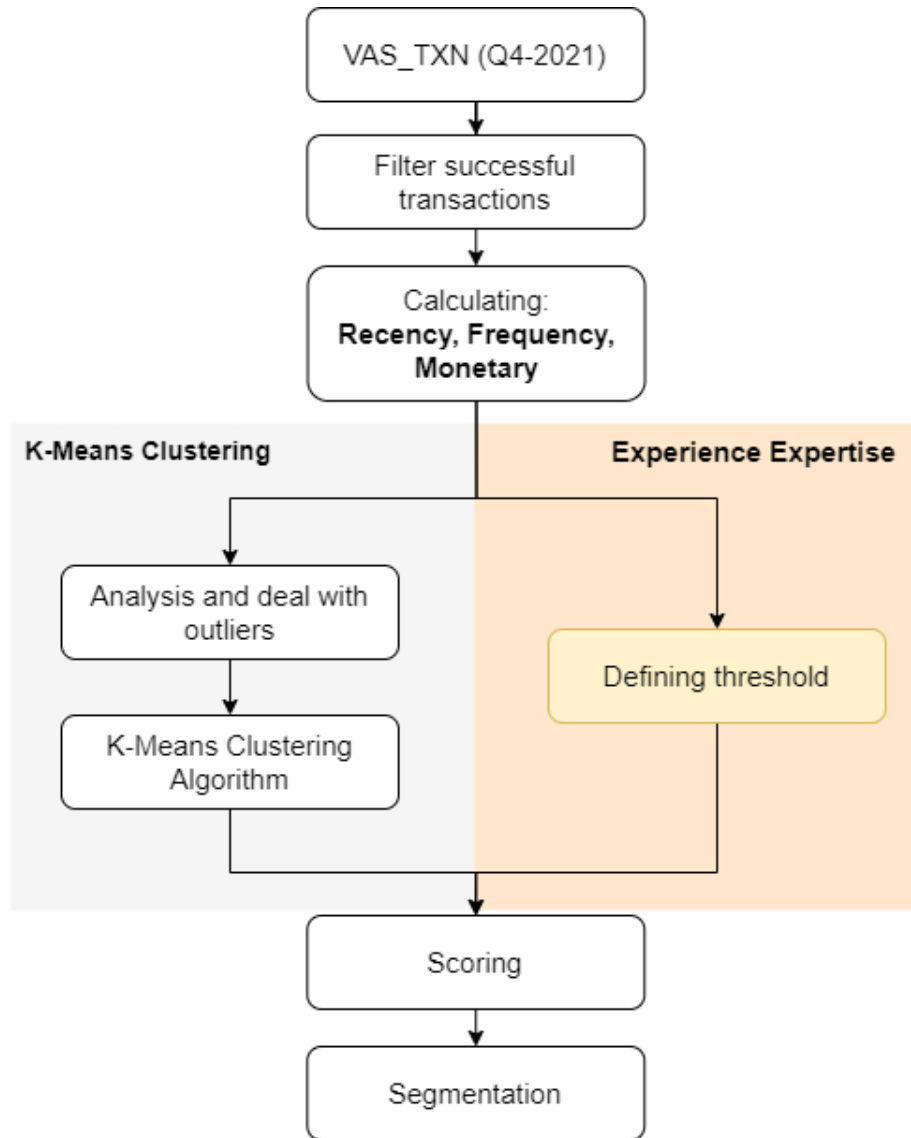 VAS_TXN (Q4-2021)
Filter successful
transactions
Calculating:
Recency, Frequency,
Monetary
K-Means Clustering
Experience Expertise
Analysis and deal with
outliers
Defining threshold
K-Means Clustering
Algorithm
Scoring
Segmentation